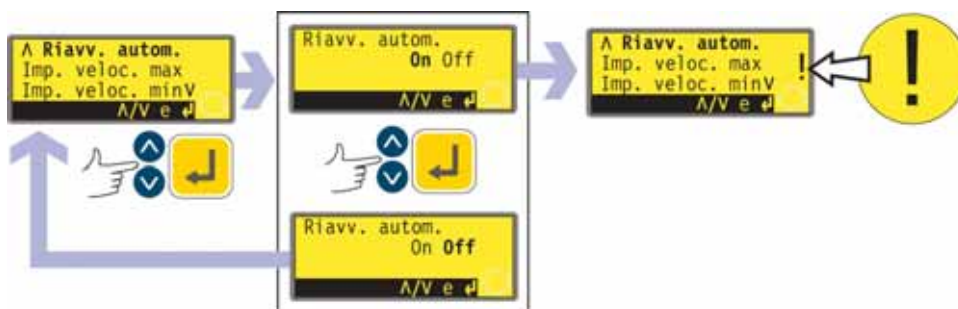 Λ Riavv. autom.
Imp. veloc. max
Imp. veloc. minV
Λ/V e ↵
Riavv. autom.
On Off
Λ/V e ↵
Riavv. autom.
On Off
Λ/V e ↵
Λ Riavv. autom.
Imp. veloc. max !
Imp. veloc. minV
Λ/V e ↵
!